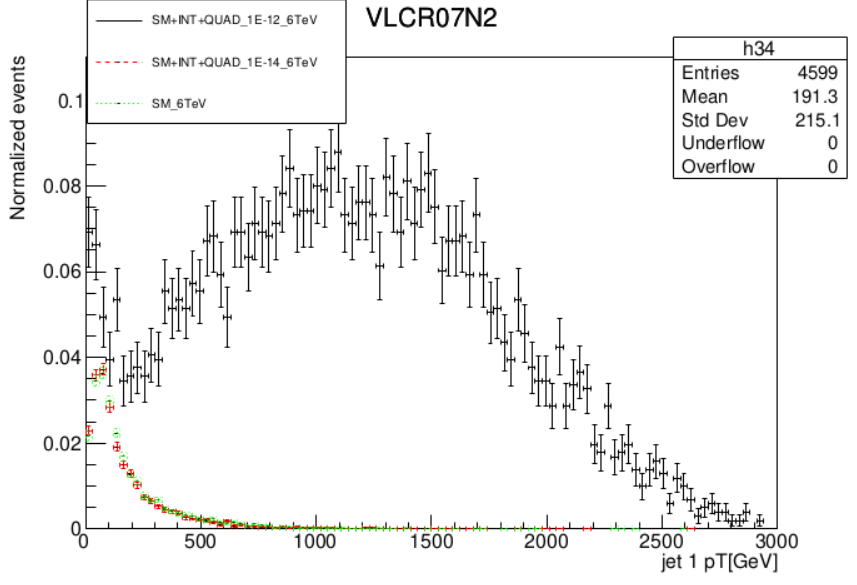 VLCR07N2
SM+INT+QUAD_1E-12_6TeV
SM+INT+QUAD_1E-14_6TeV
SM_6TeV
h34
Entries 4599
Mean 191.3
Std Dev 215.1
Underflow 0
Overflow 0
Normalized events
0.1
0.08
0.06
0.04
0.02
0
0 500 1000 1500 2000 2500 3000
jet 1 pT[GeV]